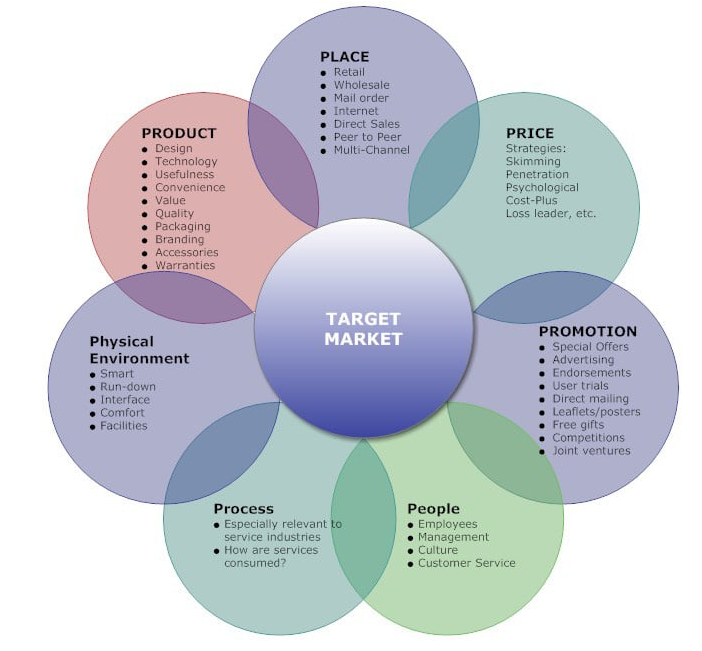 PLACE
Retail
Wholesale
Mail order
Internet
Direct Sales
Peer to Peer
Multi-Channel
PRODUCT
Design
Technology
Usefulness
Convenience
Value
Quality
Packaging
Branding
Accessories
Warranties
PRICE
Strategies:
Skimming
Penetration
Psychological
Cost-Plus
Loss leader, etc.
TARGET
MARKET
Physical
Environment
Smart
Run-down
Interface
Comfort
Facilities
PROMOTION
Special Offers
Advertising
Endorsements
User trials
Direct mailing
Leaflets/posters
Free gifts
Competitions
Joint ventures
Process
Especially relevant to
service industries
How are services
consumed?
People
Employees
Management
Culture
Customer Service